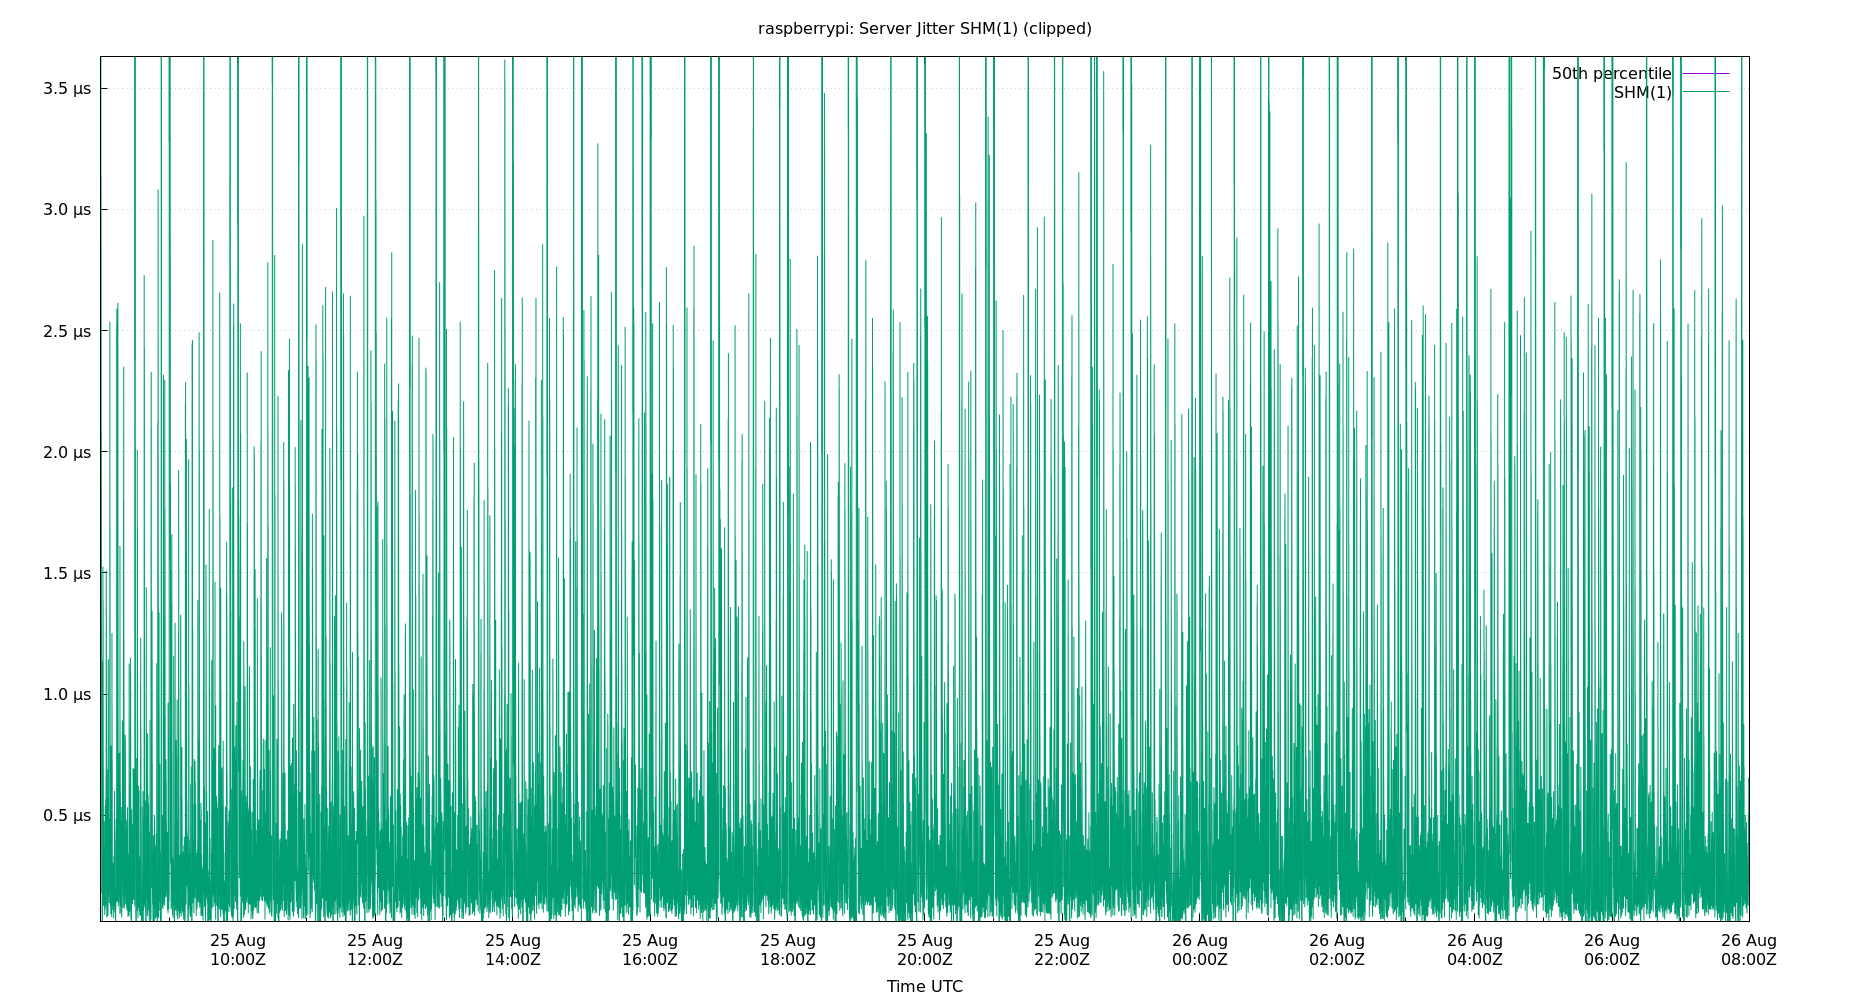 raspberrypi: Server Jitter SHM(1) (clipped)
50th percentile
SHM(1)
3.5 µs
3.0 µs
2.5 µs
2.0 µs
1.5 µs
1.0 µs
0.5 µs
25 Aug 25 Aug 25 Aug 25 Aug 25 Aug 25 Aug 25 Aug 26 Aug 26 Aug 26 Aug 26 Aug 26 Aug
10:00Z 12:00Z 14:00Z 16:00Z 18:00Z 20:00Z 22:00Z 00:00Z 02:00Z 04:00Z 06:00Z 08:00Z
Time UTC